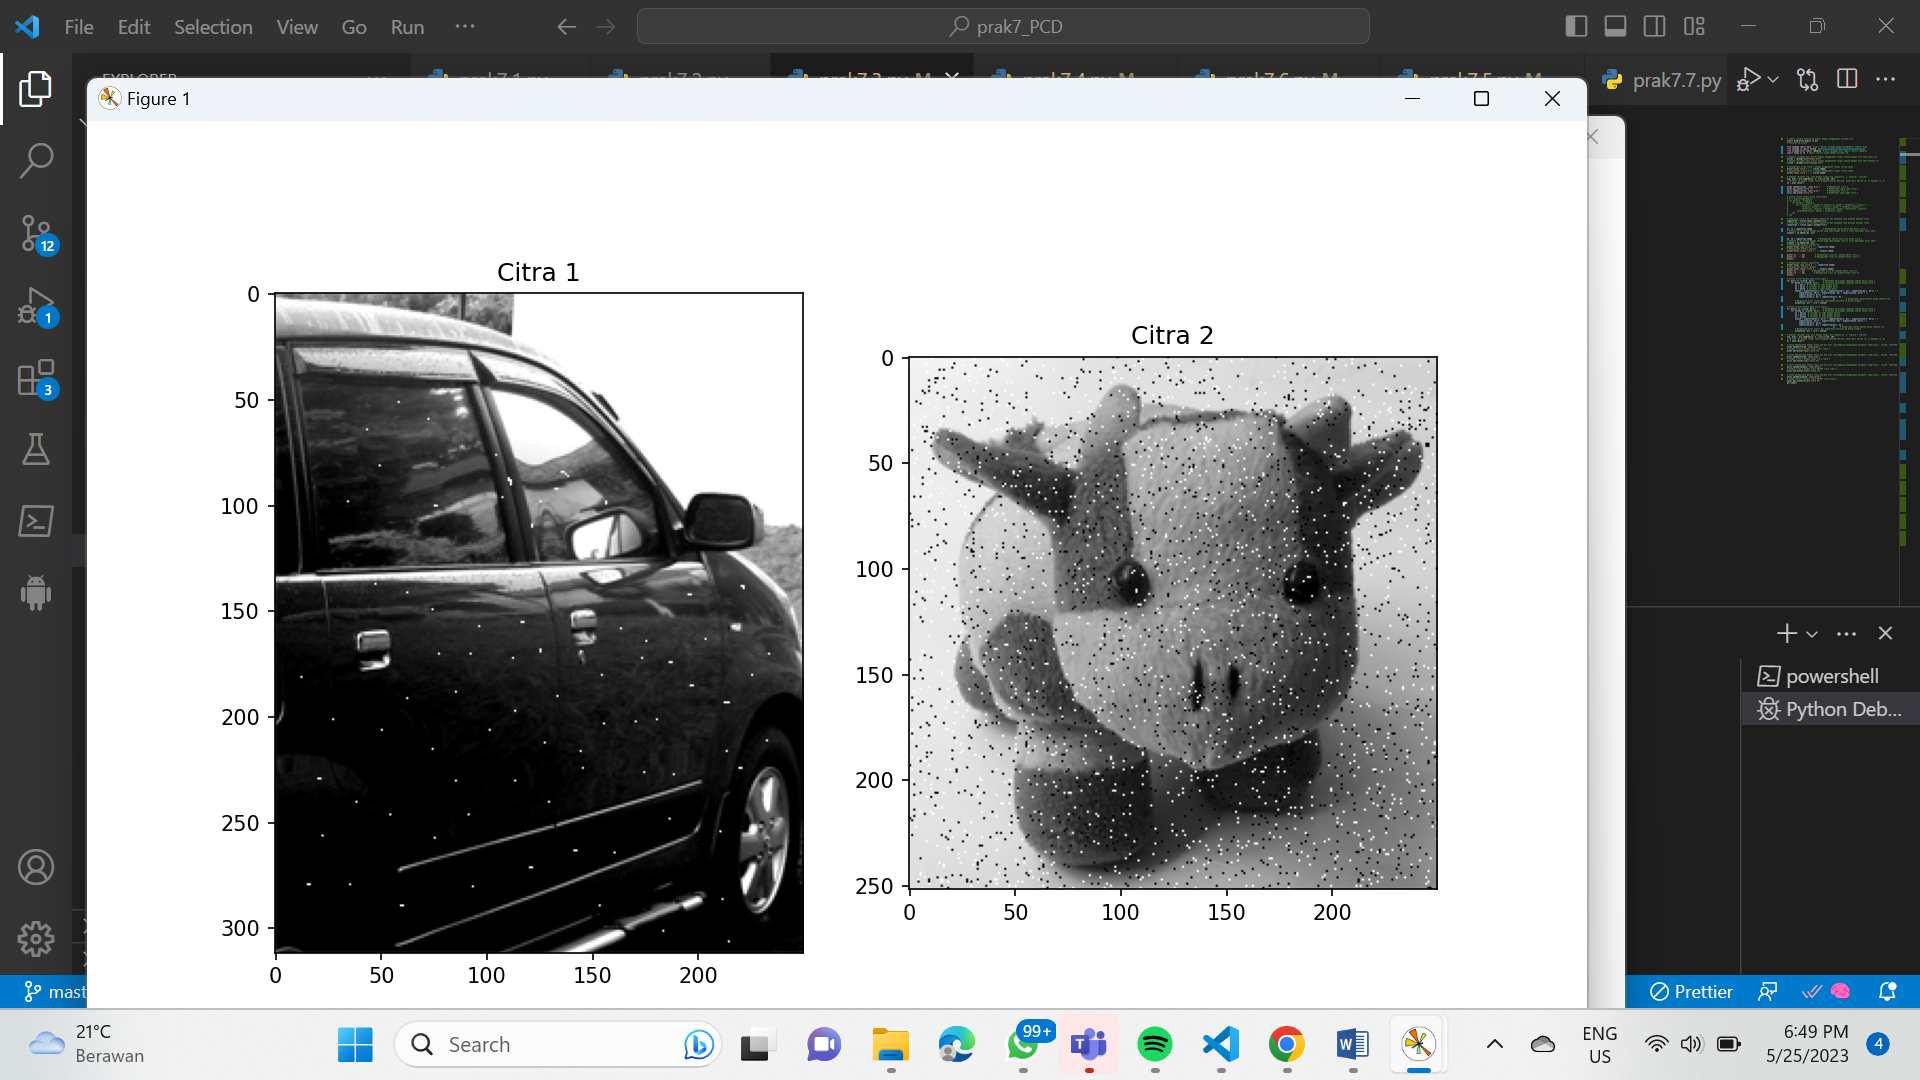 File Edit Selection View Go Run ···
prak7_PCD
prak7.7.py
Figure 1
Citra 1
0
50
100
150
200
250
300
0 50 100 150 200
Citra 2
0
50
100
150
200
250
0 50 100 150 200
12
1
3
powershell
Python Deb...
mast
Prettier
21°C
Berawan
Search
99+
ENG
US
6:49 PM
5/25/2023
4